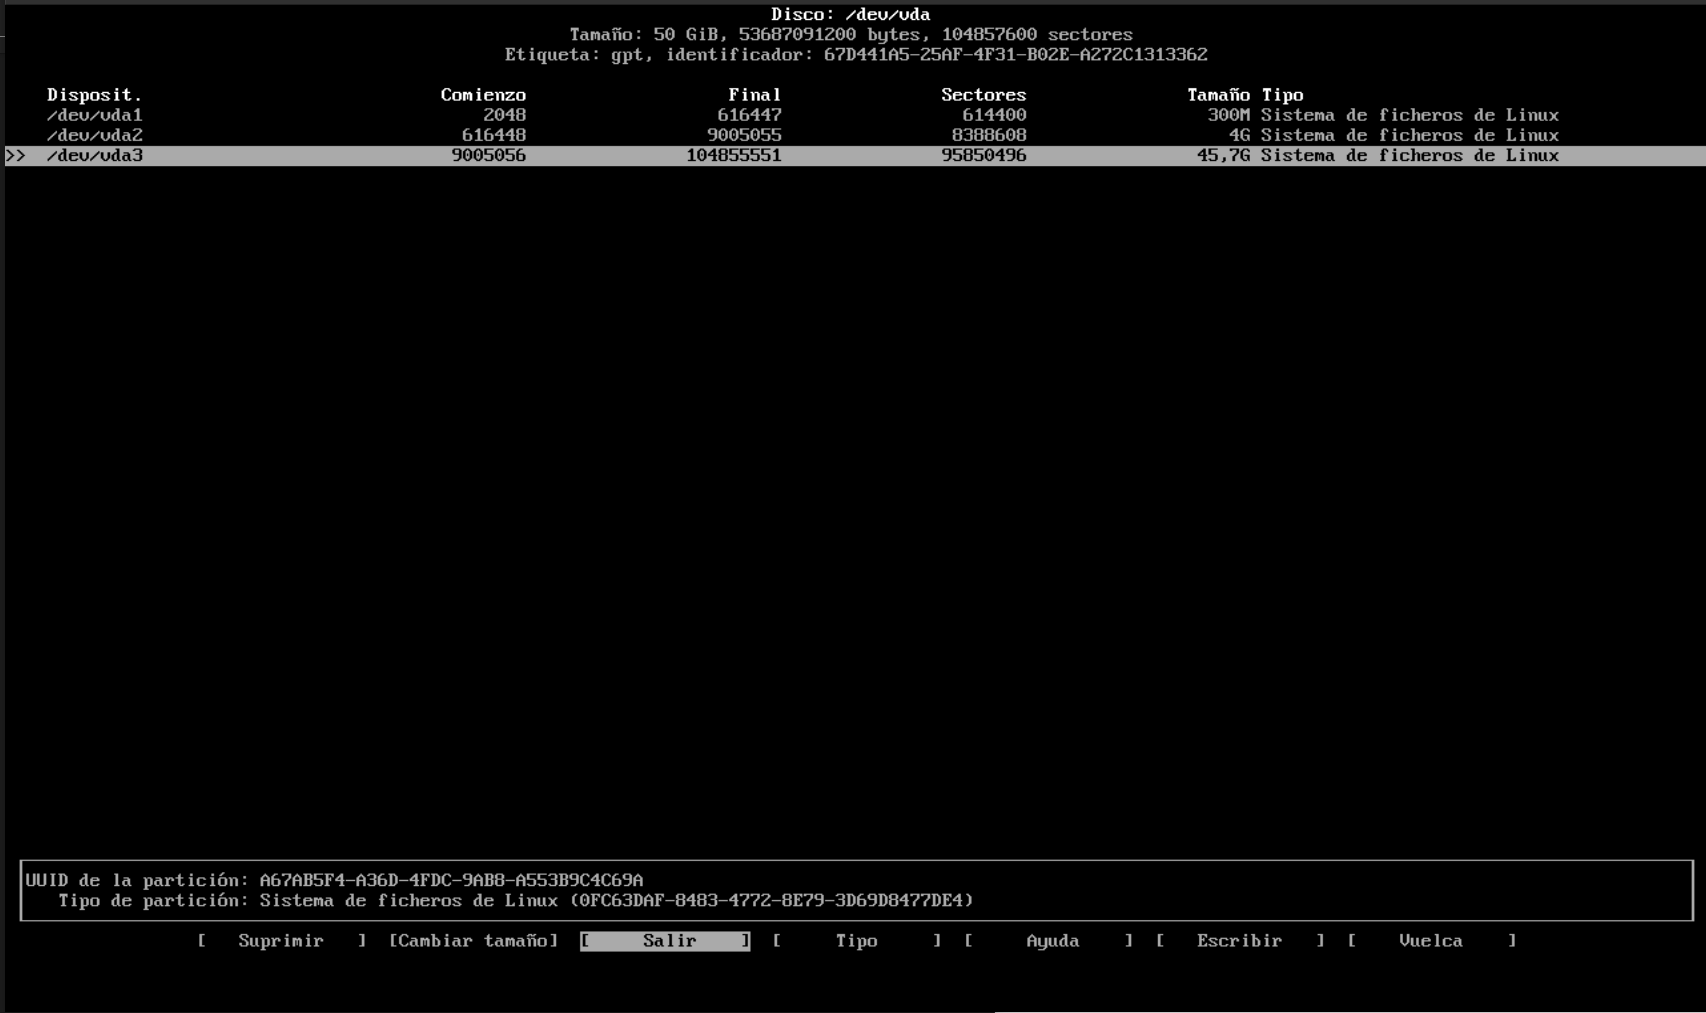 Disco: /dev/vda
Tamaño: 50 GiB, 53687091200 bytes, 104857600 sectores
Etiqueta: gpt, identificador: 67D441A5-25AF-4F31-B02E-A272C1313362
Disposit. Comienzo Final Sectores Tamaño Tipo
/dev/vda1 2048 616447 614400 300M Sistema de ficheros de Linux
/dev/vda2 616448 9005055 8388608 4G Sistema de ficheros de Linux
>> /dev/vda3 9005056 104855551 95850496 45,7G Sistema de ficheros de Linux
UUID de la partición: A67AB5F4-A36D-4FDC-9AB8-A553B9C4C69A
Tipo de partición: Sistema de ficheros de Linux (0FC63DAF-8483-4772-8E79-3D69D8477DE4)
[ Suprimir ] [Cambiar tamaño] [ Salir ] [ Tipo ] [ Ayuda ] [ Escribir ] [ Vuelca ]